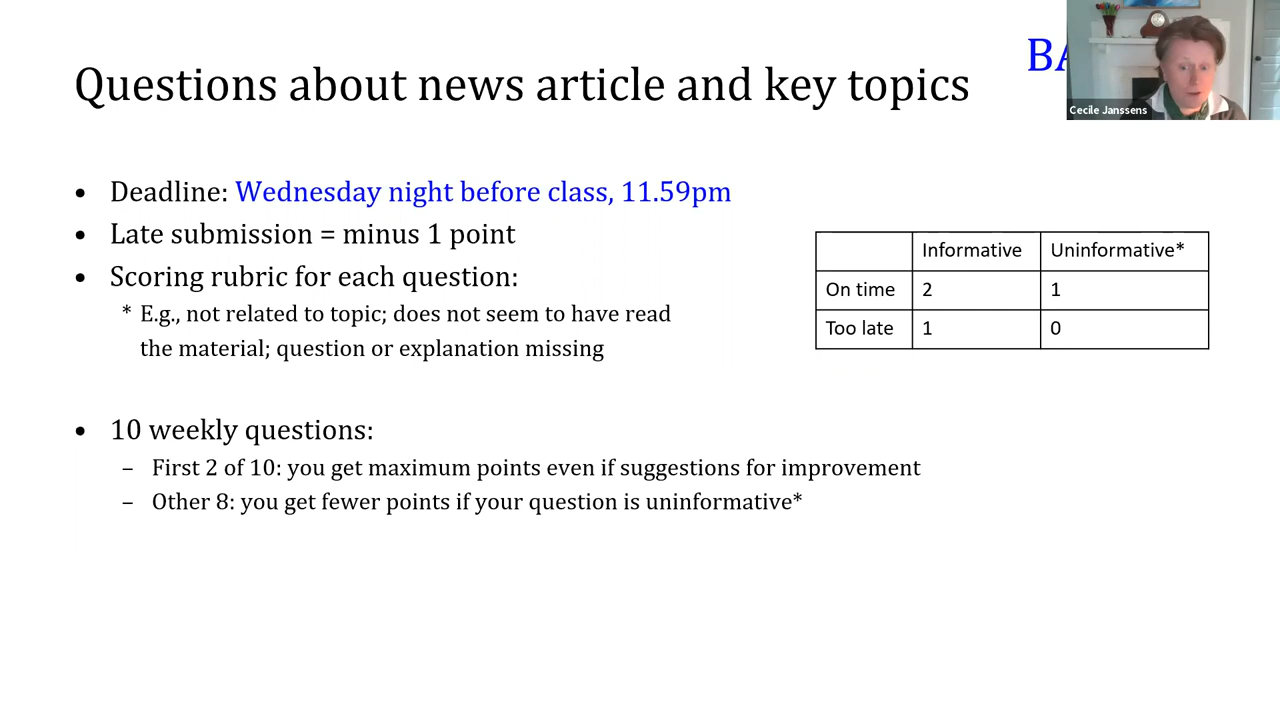 Questions about news article and key topics
Cecile Janssens
• Deadline: Wednesday night before class, 11.59pm
• Late submission = minus 1 point
• Scoring rubric for each question:
* E.g., not related to topic; does not seem to have read
the material; question or explanation missing
Informative Uninformative*
On time 2 1
Too late 1 0
• 10 weekly questions:
– First 2 of 10: you get maximum points even if suggestions for improvement
– Other 8: you get fewer points if your question is uninformative*